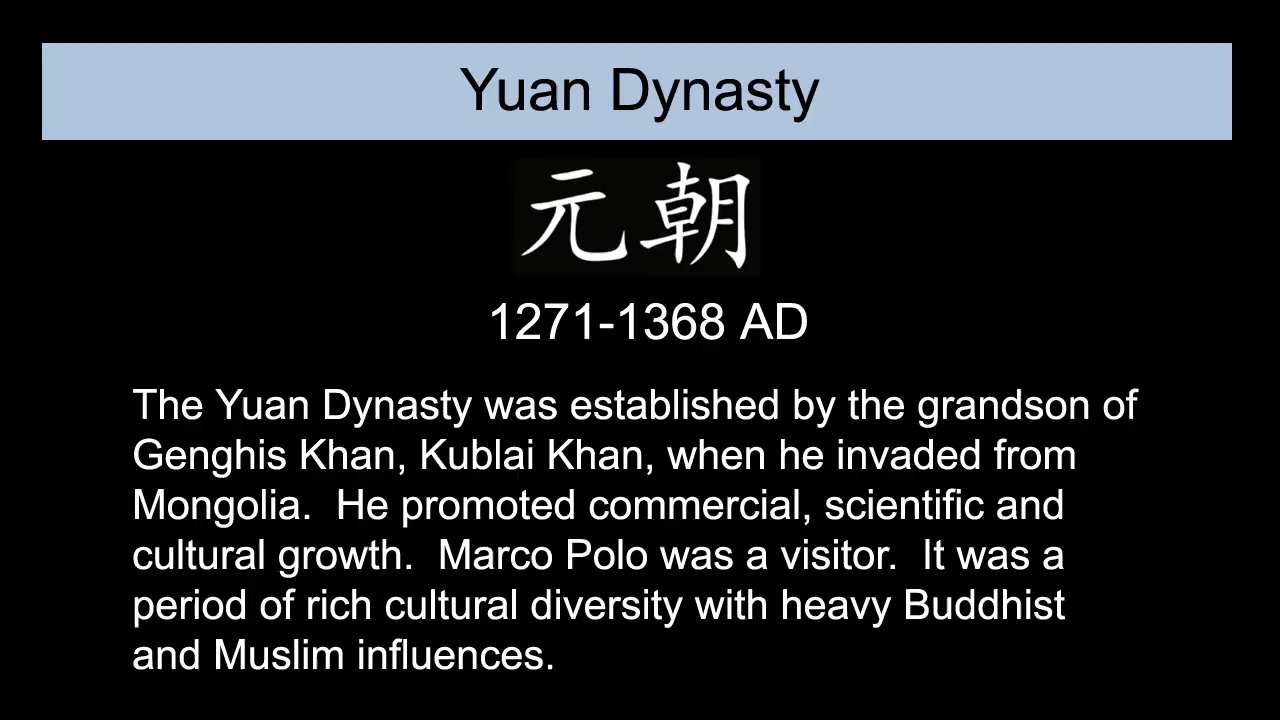 Yuan Dynasty
元朝
1271-1368 AD
The Yuan Dynasty was established by the grandson of
Genghis Khan, Kublai Khan, when he invaded from
Mongolia.  He promoted commercial, scientific and
cultural growth.  Marco Polo was a visitor.  It was a
period of rich cultural diversity with heavy Buddhist
and Muslim influences.